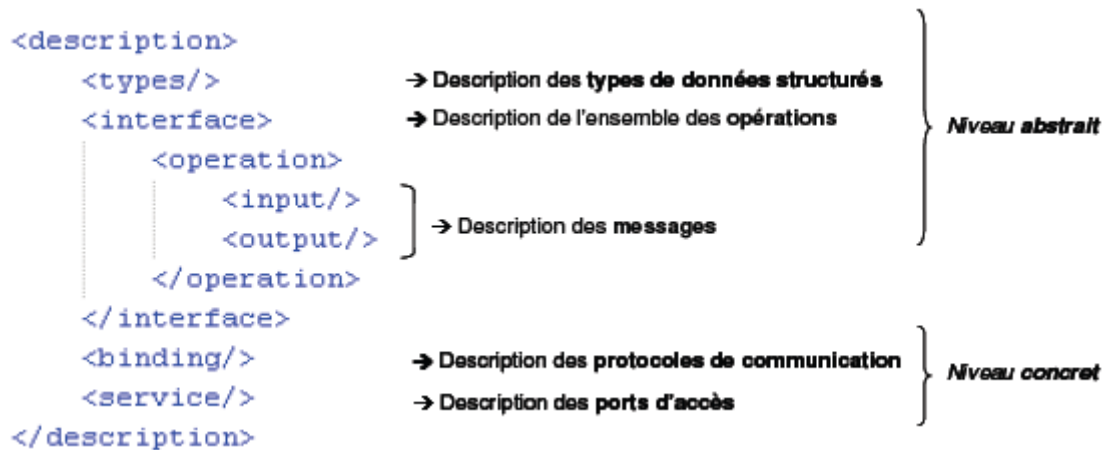 <description>
<types/> → Description des types de données structurés
<interface> → Description de l'ensemble des opérations
Niveau abstrait
<operation>
<input/>
→ Description des messages
<output/>
</operation>
</interface>
<binding/> → Description des protocoles de communication
Niveau concret
<service/> → Description des ports d'accès
</description>